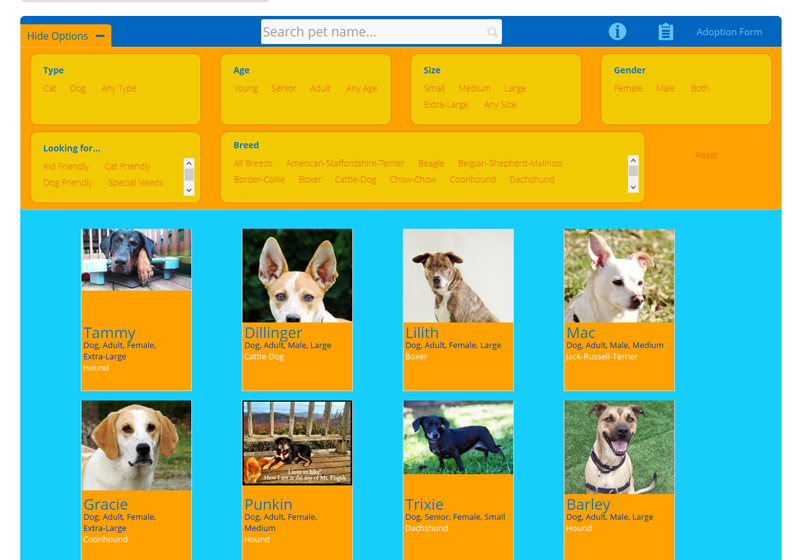 Hide Options
Search pet name...
Adoption Form
Type
Cat Dog Any Type
Age
Young Senior Adult Any Age
Size
Small Medium Large
Extra-Large Any Size
Gender
Female Male Both
Looking for...
Kid Friendly Cat Friendly
Dog Friendly Special Needs
Breed
All Breeds American-Staffordshire-Terrier Beagle Belgian-Shepherd-Malinois
Border-Collie Boxer Cattle-Dog Chow-Chow Coonhound Dachshund
Reset
Tammy
Dog, Adult, Female,
Extra-Large
Hound
Dillinger
Dog, Adult, Male, Large
Cattle-Dog
Lilith
Dog, Adult, Female, Large
Boxer
Mac
Dog, Adult, Male, Medium
Jack-Russell-Terrier
Gracie
Dog, Adult, Female,
Extra-Large
Coonhound
I love to hike!
Here I am at the top of Mt. Fugak.
Punkin
Dog, Adult, Female,
Medium
Hound
Trixie
Dog, Senior, Female, Small
Dachshund
Barley
Dog, Adult, Male, Large
Hound